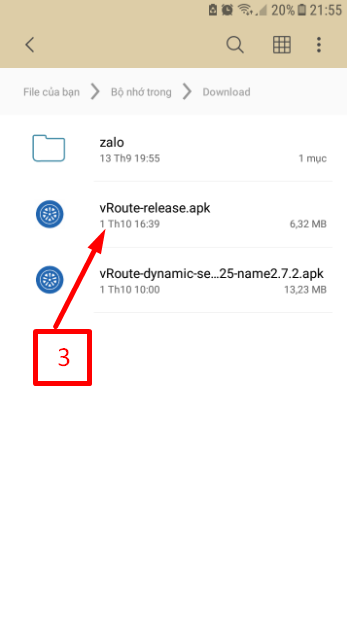 20% 21:55
File của bạn Bộ nhớ trong Download
zalo
13 Th9 19:55 1 mục
vRoute-release.apk
1 Th10 16:39 6,32 MB
vRoute-dynamic-se...25-name2.7.2.apk
1 Th10 10:00 13,23 MB
3